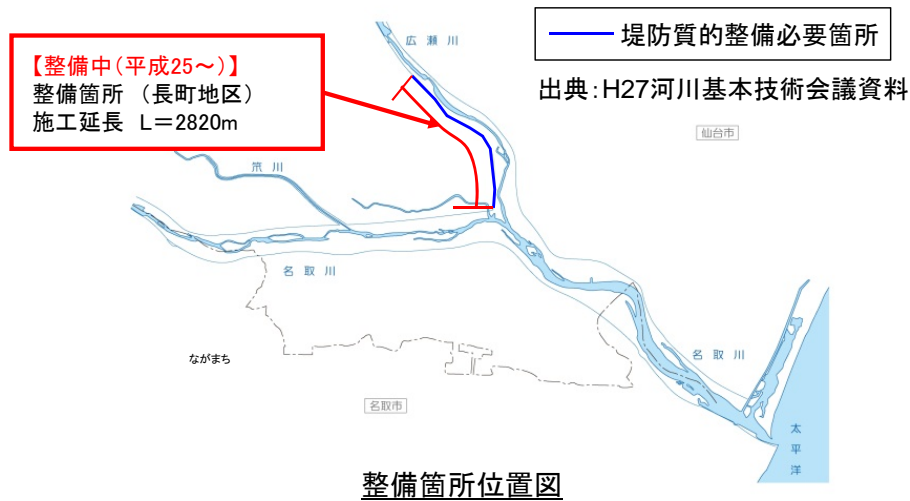 【整備中(平成25～)】
整備箇所 （長町地区）
施工延長 L＝2820m
堤防質的整備必要箇所
出典：H27河川基本技術会議資料
広瀬川
仙台市
笊川
名取川
ながまち
名取川
名取市
太平洋
整備箇所位置図